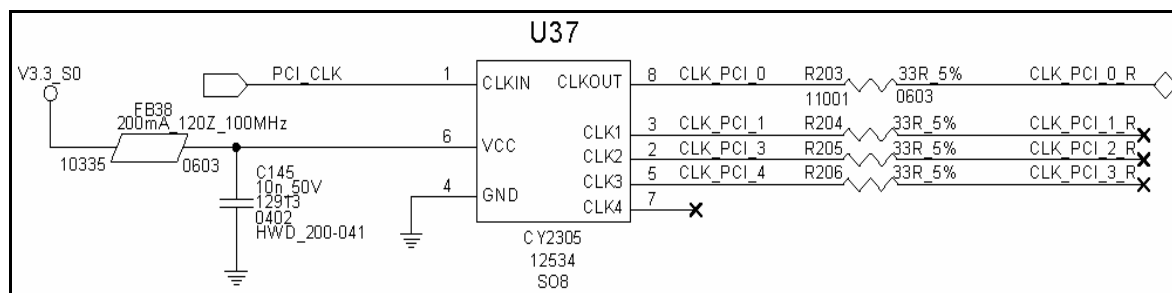 U37
V3.3_S0
PCI_CLK
1
CLKIN
CLKOUT
8
CLK_PCI_0
R203
33R_5%
CLK_PCI_0_R
11001
0603
FB38
200mA_120Z_100MHz
10335
0603
6
VCC
CLK1
3
CLK_PCI_1
R204
33R_5%
CLK_PCI_1_R
CLK2
2
CLK_PCI_3
R205
33R_5%
CLK_PCI_2_R
CLK3
5
CLK_PCI_4
R206
33R_5%
CLK_PCI_3_R
CLK4
7
4
GND
C145
10n_50V
12913
0402
HWD_200-041
CY2305
12534
SO8